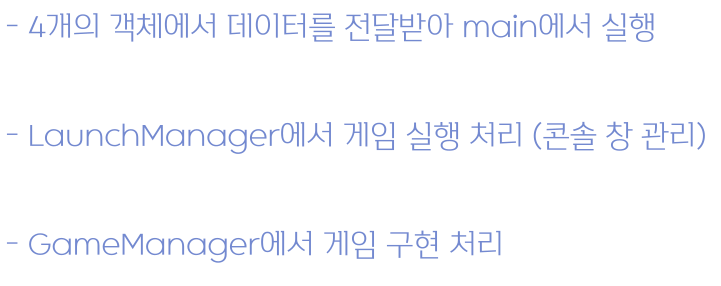 - 4개의 객체에서 데이터를 전달받아 main에서 실행
- LaunchManager에서 게임 실행 처리 (콘솔 창 관리)
- GameManager에서 게임 구현 처리